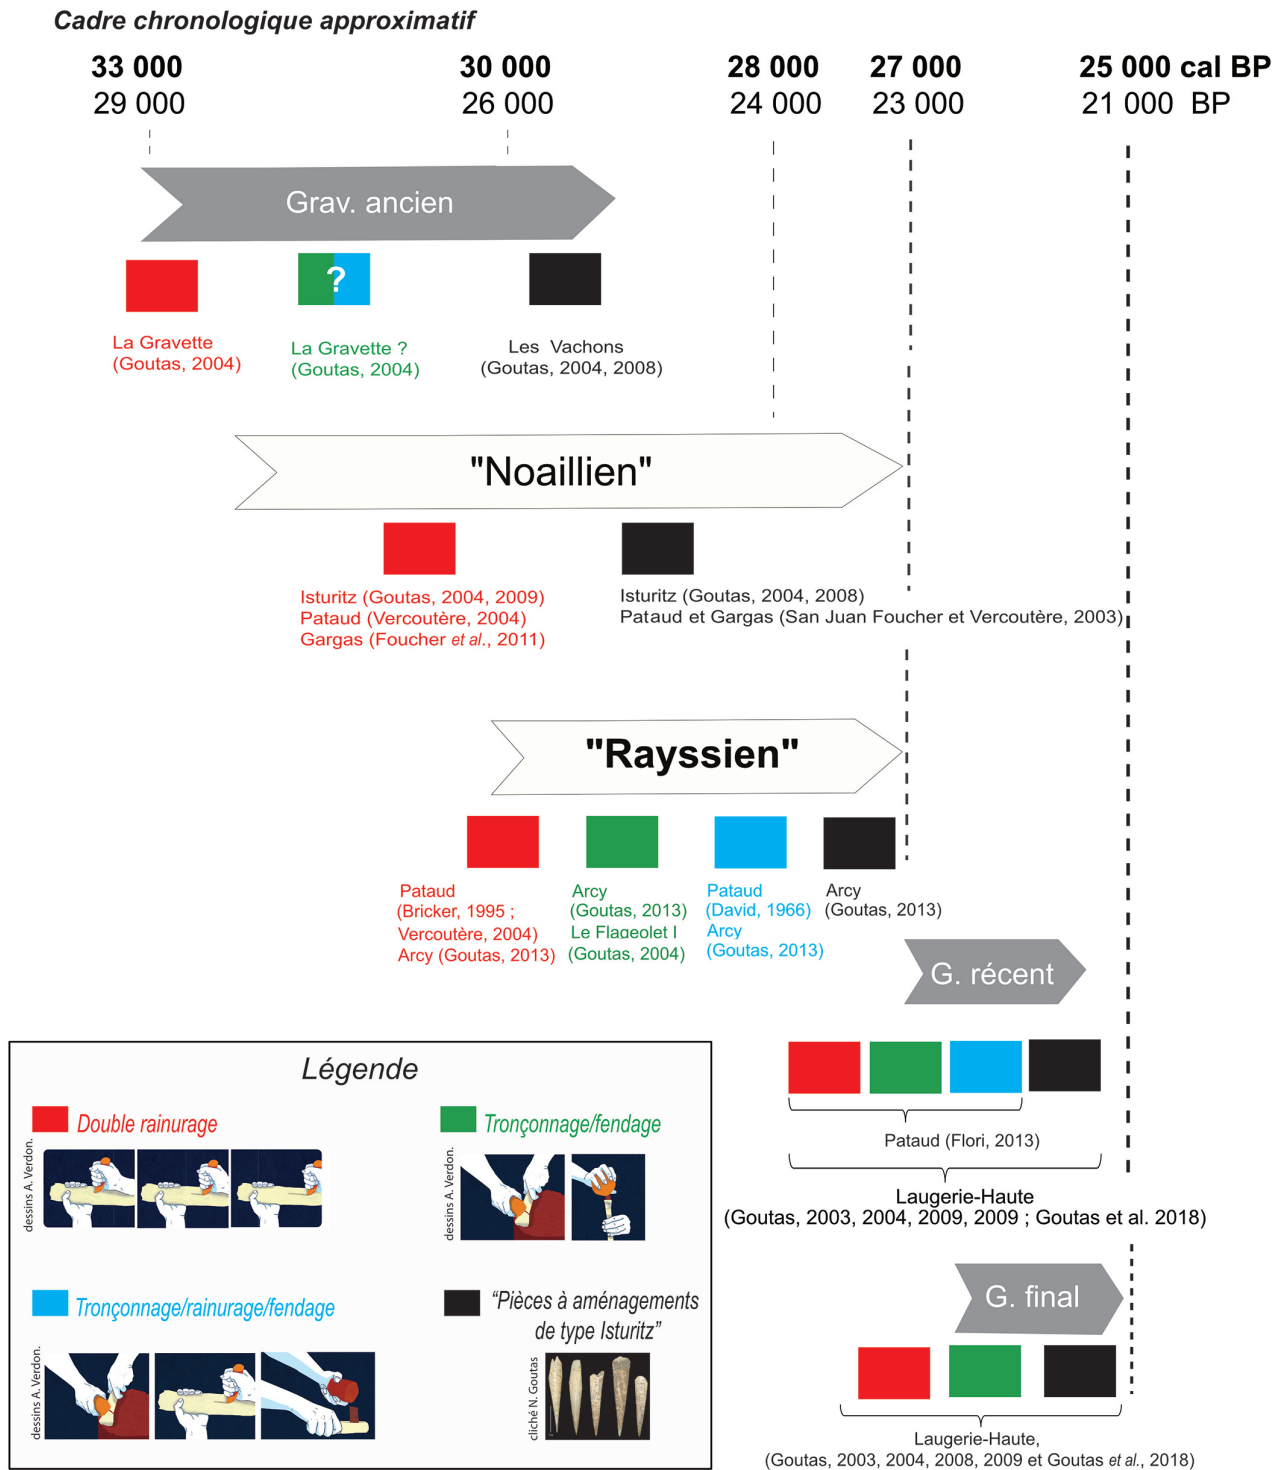 Cadre chronologique approximatif
33 000 30 000 28 000 27 000 25 000 cal BP
29 000 26 000 24 000 23 000 21 000 BP
Grav. ancien
?
La Gravette
(Goutas, 2004)
La Gravette ?
(Goutas, 2004)
Les Vachons
(Goutas, 2004, 2008)
"Noaillien"
Isturitz (Goutas, 2004, 2009)
Pataud (Vercoutère, 2004)
Gargas (Foucher et al., 2011)
Isturitz (Goutas, 2004, 2008)
Pataud et Gargas (San Juan Foucher et Vercoutère, 2003)
"Rayssien"
Pataud
(Bricker, 1995 ;
Vercoutère, 2004)
Arcy (Goutas, 2013)
Arcy
(Goutas, 2013)
Le Flageolet I
(Goutas, 2004)
Pataud
(David, 1966)
Arcy
(Goutas, 2013)
Arcy
(Goutas, 2013)
G. récent
Pataud (Flori, 2013)
Laugerie-Haute
(Goutas, 2003, 2004, 2009, 2009 ; Goutas et al. 2018)
G. final
Laugerie-Haute,
(Goutas, 2003, 2004, 2008, 2009 et Goutas et al., 2018)
Légende
Double rainurage
dessins A. Verdon.
Tronçonnage/fendage
dessins A. Verdon.
Tronçonnage/rainurage/fendage
dessins A. Verdon.
“Pièces à aménagements
de type Isturitz”
cliché N. Goutas